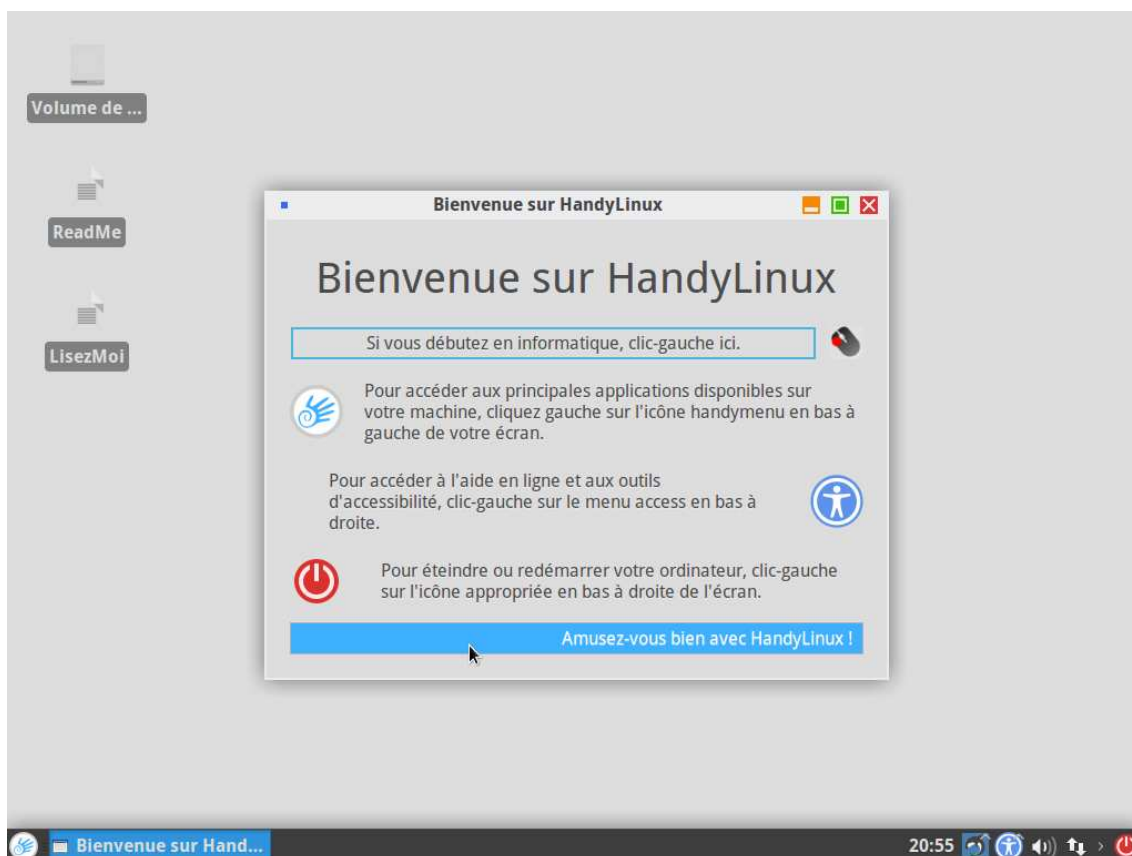 Volume de ...
ReadMe
LisezMoi
Bienvenue sur HandyLinux
Bienvenue sur HandyLinux
Si vous débutez en informatique, clic-gauche ici.
Pour accéder aux principales applications disponibles sur
votre machine, cliquez gauche sur l'icône handymenu en bas à
gauche de votre écran.
Pour accéder à l'aide en ligne et aux outils
d'accessibilité, clic-gauche sur le menu access en bas à
droite.
Pour éteindre ou redémarrer votre ordinateur, clic-gauche
sur l'icône appropriée en bas à droite de l'écran.
Amusez-vous bien avec HandyLinux !
Bienvenue sur Hand...
20:55